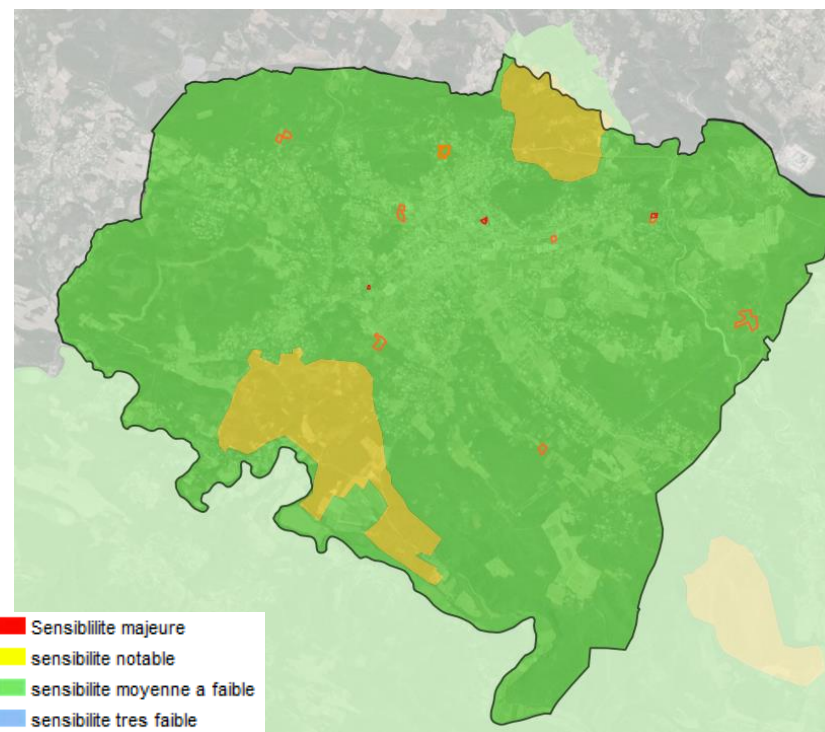 Sensiblilite majeure
sensibilite notable
sensibilite moyenne a faible
sensibilite tres faible